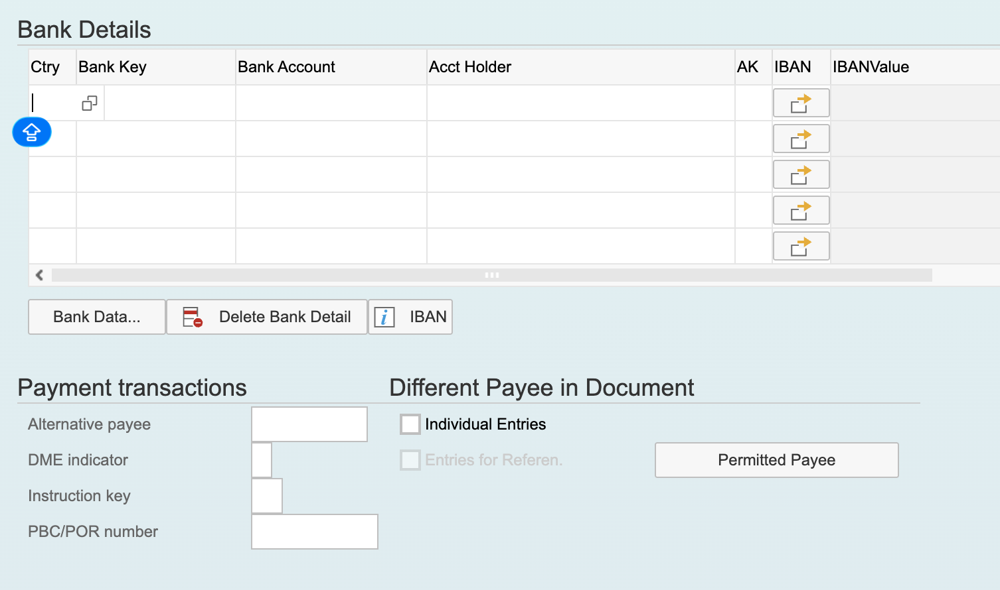 Bank Details
Ctry Bank Key Bank Account Acct Holder AK IBAN IBANValue
Bank Data... Delete Bank Detail i IBAN
Payment transactions Different Payee in Document
Alternative payee Individual Entries
DME indicator Entries for Referen. Permitted Payee
Instruction key
PBC/POR number